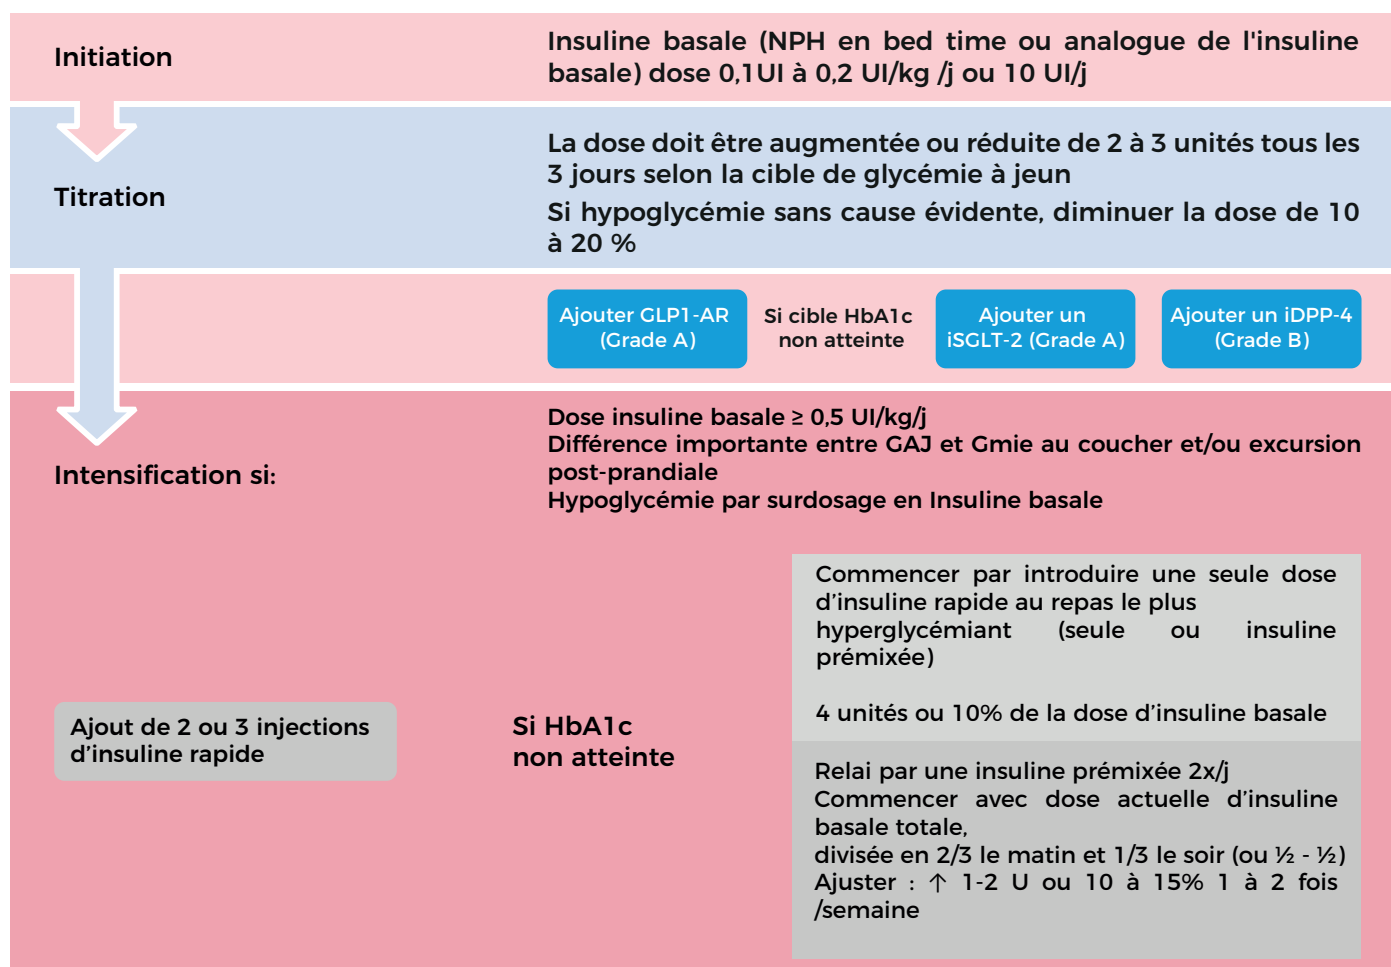 Initiation
Insuline basale (NPH en bed time ou analogue de l'insuline
basale) dose 0,1UI à 0,2 UI/kg /j ou 10 UI/j
Titration
La dose doit être augmentée ou réduite de 2 à 3 unités tous les
3 jours selon la cible de glycémie à jeun
Si hypoglycémie sans cause évidente, diminuer la dose de 10
à 20 %
Ajouter GLP1-AR
(Grade A)
Si cible HbA1c
non atteinte
Ajouter un
iSGLT-2 (Grade A)
Ajouter un iDPP-4
(Grade B)
Intensification si:
Dose insuline basale ≥ 0,5 UI/kg/j
Différence importante entre GAJ et Gmie au coucher et/ou excursion
post-prandiale
Hypoglycémie par surdosage en Insuline basale
Ajout de 2 ou 3 injections
d’insuline rapide
Si HbA1c
non atteinte
Commencer par introduire une seule dose
d’insuline rapide au repas le plus
hyperglycémiant (seule ou insuline
prémixée)
4 unités ou 10% de la dose d’insuline basale
Relai par une insuline prémixée 2x/j
Commencer avec dose actuelle d’insuline
basale totale,
divisée en 2/3 le matin et 1/3 le soir (ou ½ - ½)
Ajuster : ↑ 1-2 U ou 10 à 15% 1 à 2 fois
/semaine